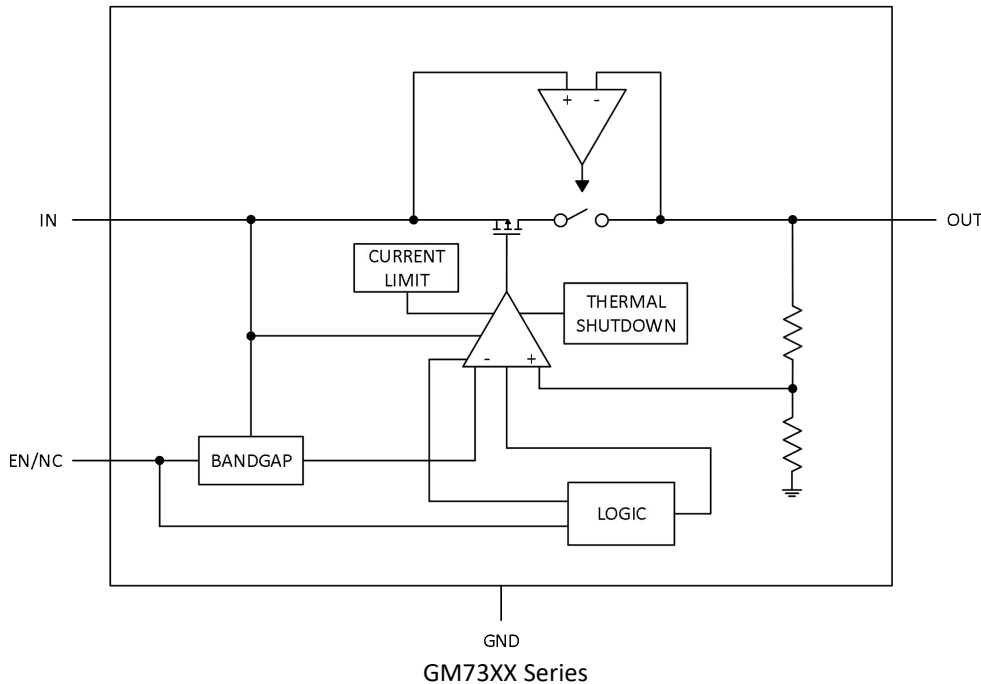 + -
IN
OUT
CURRENT
LIMIT
THERMAL
SHUTDOWN
- +
EN/NC
BANDGAP
LOGIC
GND
GM73XX Series